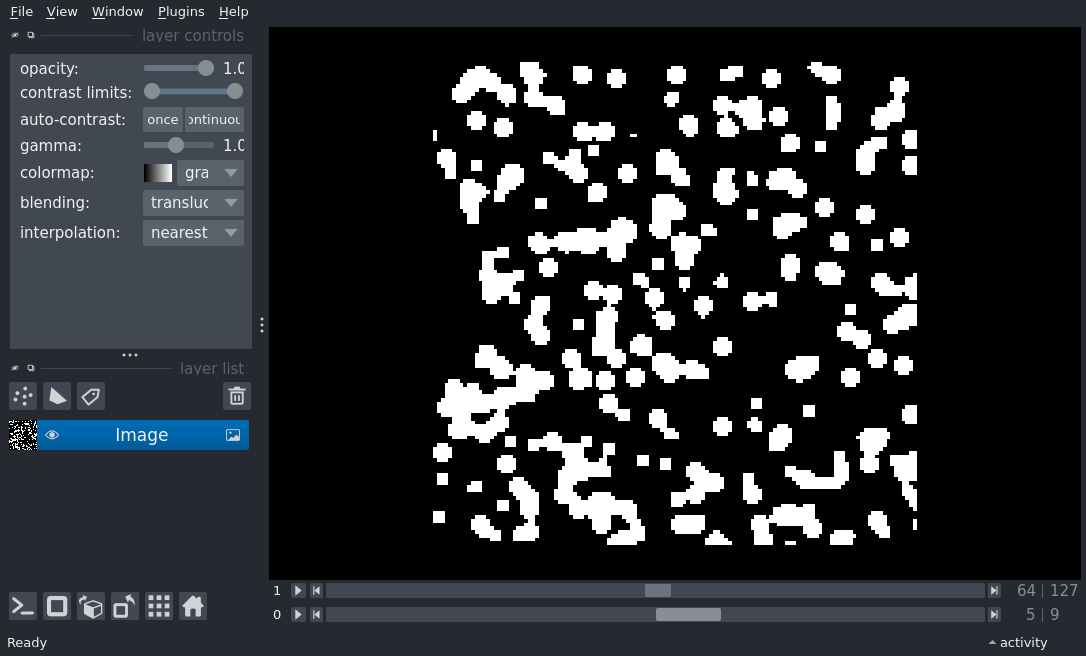 File View Window Plugins Help
layer controls
opacity: 1.0
contrast limits:
auto-contrast: once ontinuou
gamma: 1.0
colormap: gra
blending: transluc
interpolation: nearest
layer list
Image
1 64 127
0 5 9
Ready activity